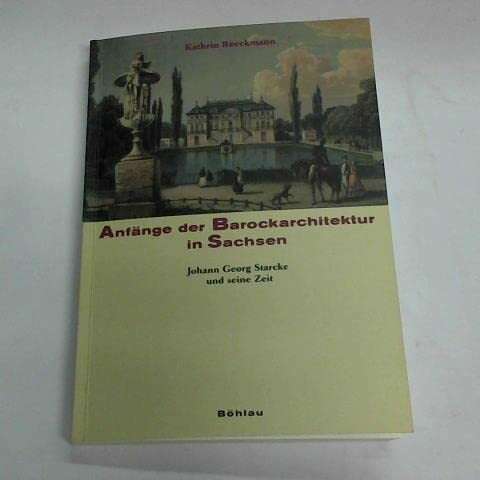 Kathrin Reeckmann
Anfänge der Barockarchitektur
in Sachsen
Johann Georg Starcke
und seine Zeit
Böhlau